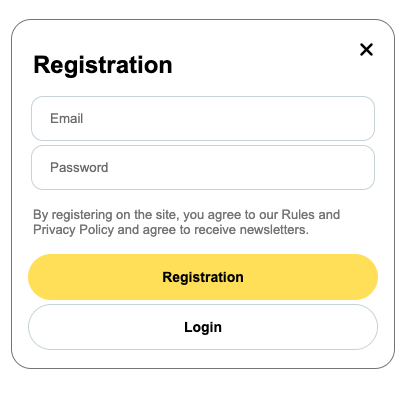 Registration
Email
Password
By registering on the site, you agree to our Rules and
Privacy Policy and agree to receive newsletters.
Registration
Login